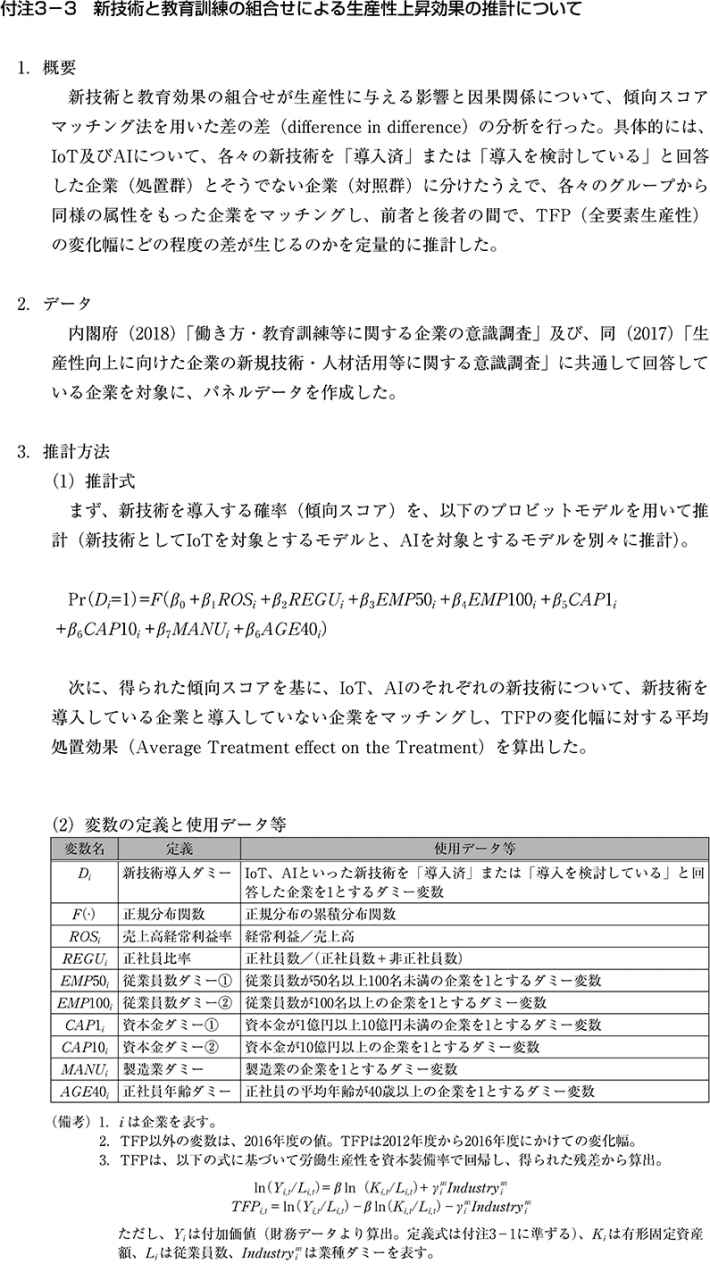 付注3－3　新技術と教育訓練の組合せによる生産性上昇効果の推計について
1. 概要
新技術と教育効果の組合せが生産性に与える影響と因果関係について、傾向スコア
マッチング法を用いた差の差（difference in difference）の分析を行った。具体的には、
IoT及びAIについて、各々の新技術を「導入済」または「導入を検討している」と回答
した企業（処置群）とそうでない企業（対照群）に分けたうえで、各々のグループから
同様の属性をもった企業をマッチングし、前者と後者の間で、TFP（全要素生産性）
の変化幅にどの程度の差が生じるのかを定量的に推計した。
2. データ
内閣府（2018）「働き方・教育訓練等に関する企業の意識調査」及び、同（2017）「生
産性向上に向けた企業の新規技術・人材活用等に関する意識調査」に共通して回答して
いる企業を対象に、パネルデータを作成した。
3. 推計方法
（1）推計式
まず、新技術を導入する確率（傾向スコア）を、以下のプロビットモデルを用いて推
計（新技術としてIoTを対象とするモデルと、AIを対象とするモデルを別々に推計）。
Pr(Di=1)=F(β0+β1ROSi+β2REGUi+β3EMP50i+β4EMP100i+β5CAP1i
+β6CAP10i+β7MANUi+β6AGE40i)
次に、得られた傾向スコアを基に、IoT、AIのそれぞれの新技術について、新技術を
導入している企業と導入していない企業をマッチングし、TFPの変化幅に対する平均
処置効果（Average Treatment effect on the Treatment）を算出した。
（2）変数の定義と使用データ等
変数名 定義 使用データ等
Di 新技術導入ダミー IoT、AIといった新技術を「導入済」または「導入を検討している」と回
答した企業を1とするダミー変数
F(·) 正規分布関数 正規分布の累積分布関数
ROSi 売上高経常利益率 経常利益／売上高
REGUi 正社員比率 正社員数／（正社員数＋非正社員数）
EMP50i 従業員数ダミー① 従業員数が50名以上100名未満の企業を1とするダミー変数
EMP100i 従業員数ダミー② 従業員数が100名以上の企業を1とするダミー変数
CAP1i 資本金ダミー① 資本金が1億円以上10億円未満の企業を1とするダミー変数
CAP10i 資本金ダミー② 資本金が10億円以上の企業を1とするダミー変数
MANUi 製造業ダミー 製造業の企業を1とするダミー変数
AGE40i 正社員年齢ダミー 正社員の平均年齢が40歳以上の企業を1とするダミー変数
（備考）1. iは企業を表す。
2. TFP以外の変数は、2016年度の値。TFPは2012年度から2016年度にかけての変化幅。
3. TFPは、以下の式に基づいて労働生産性を資本装備率で回帰し、得られた残差から算出。
ln(Yi,t/Li,t)=β ln（Ki,t/Li,t)+γi^m Industryi^m
TFPi,t=ln(Yi,t/Li,t)−β ln(Ki,t/Li,t)−γi^m Industryi^m
ただし、Yiは付加価値（財務データより算出。定義式は付注3－1に準ずる）、Kiは有形固定資産
額、Liは従業員数、Industryi^mは業種ダミーを表す。